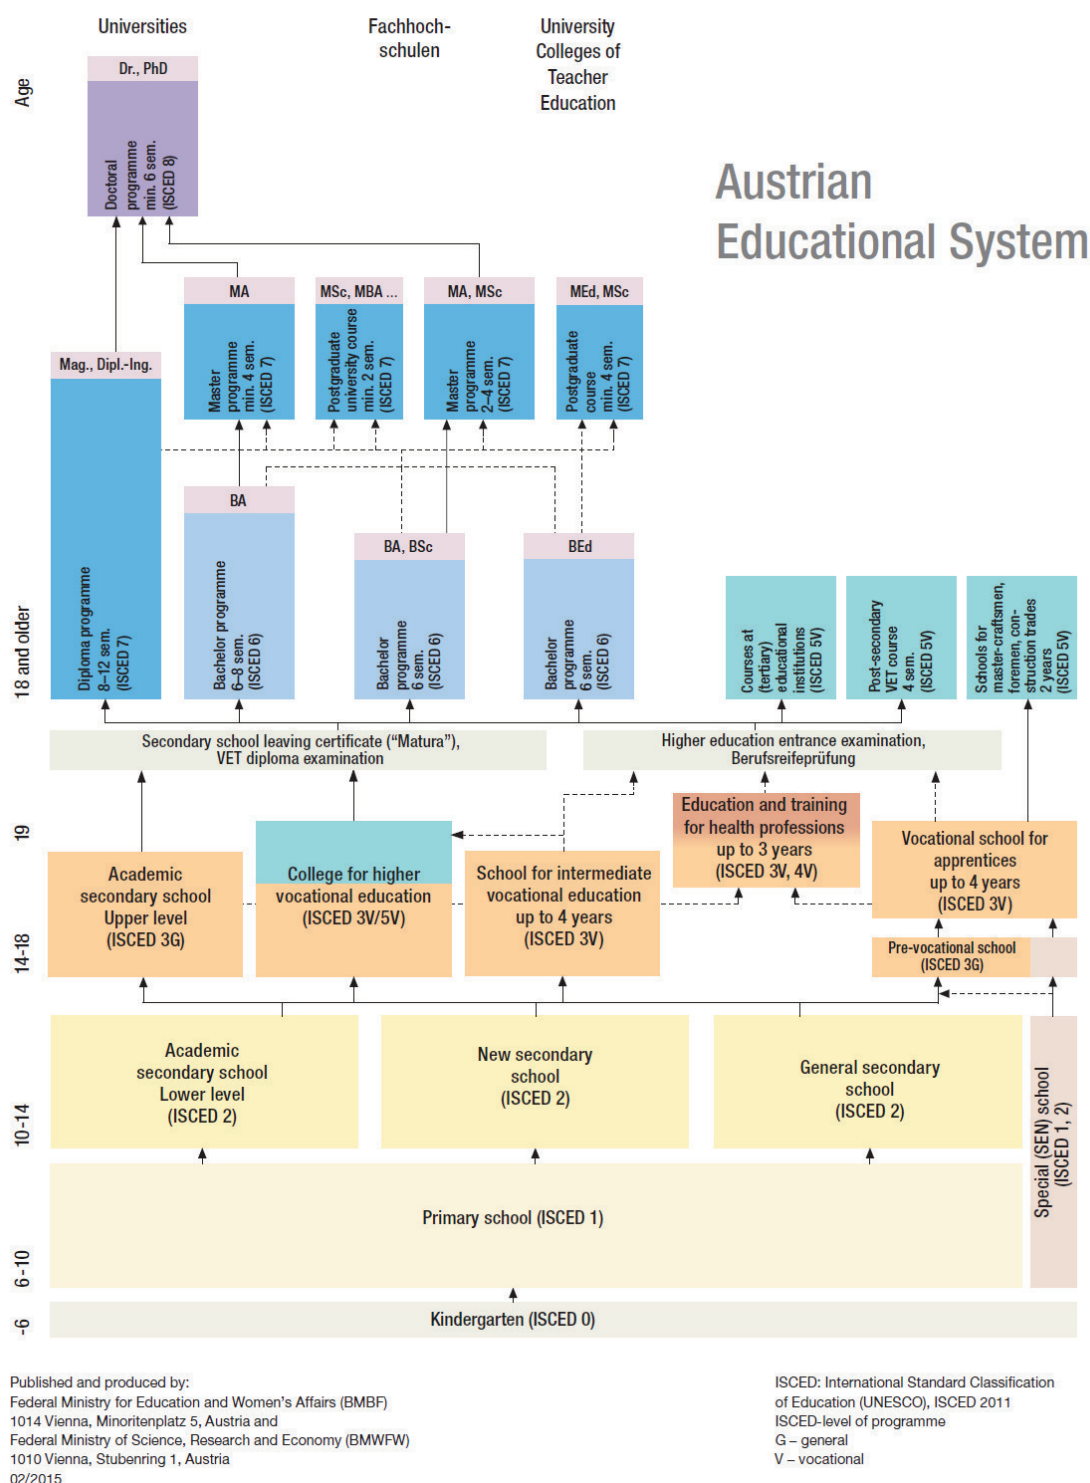 Universities
Fachhoch-
schulen
University
Colleges of
Teacher
Education
Age
Dr., PhD
Doctoral
programme
min. 6 sem.
(ISCED 8)
Austrian
Educational System
MA
Master
programme
min. 4 sem.
(ISCED 7)
MSc, MBA ...
Postgraduate
university course
min. 2 sem.
(ISCED 7)
MA, MSc
Master
programme
2–4 sem.
(ISCED 7)
MEd, MSc
Postgraduate
course
min. 4 sem.
(ISCED 7)
Mag., Dipl.-Ing.
Diploma programme
8–12 sem.
(ISCED 7)
BA
Bachelor programme
6–8 sem.
(ISCED 6)
BA, BSc
Bachelor
programme
6 sem.
(ISCED 6)
BEd
Bachelor
programme
6 sem.
(ISCED 6)
Courses at
(tertiary)
educational
institutions
(ISCED 5V)
Post-secondary
VET course
4 sem.
(ISCED 5V)
Schools for
master-craftsmen,
foremen, con-
struction trades
2 years
(ISCED 5V)
18 and older
Secondary school leaving certificate (“Matura”),
VET diploma examination
Higher education entrance examination,
Berufsreifeprüfung
19
Academic
secondary school
Upper level
(ISCED 3G)
College for higher
vocational education
(ISCED 3V/5V)
School for intermediate
vocational education
up to 4 years
(ISCED 3V)
Education and training
for health professions
up to 3 years
(ISCED 3V, 4V)
Vocational school for
apprentices
up to 4 years
(ISCED 3V)
14-18
Pre-vocational school
(ISCED 3G)
Academic
secondary school
Lower level
(ISCED 2)
New secondary
school
(ISCED 2)
General secondary
school
(ISCED 2)
Special (SEN) school
(ISCED 1, 2)
10-14
Primary school (ISCED 1)
6-10
Kindergarten (ISCED 0)
-6
Published and produced by:
Federal Ministry for Education and Women's Affairs (BMBF)
1014 Vienna, Minoritenplatz 5, Austria and
Federal Ministry of Science, Research and Economy (BMWFW)
1010 Vienna, Stubenring 1, Austria
02/2015
ISCED: International Standard Classification
of Education (UNESCO), ISCED 2011
ISCED-level of programme
G – general
V – vocational